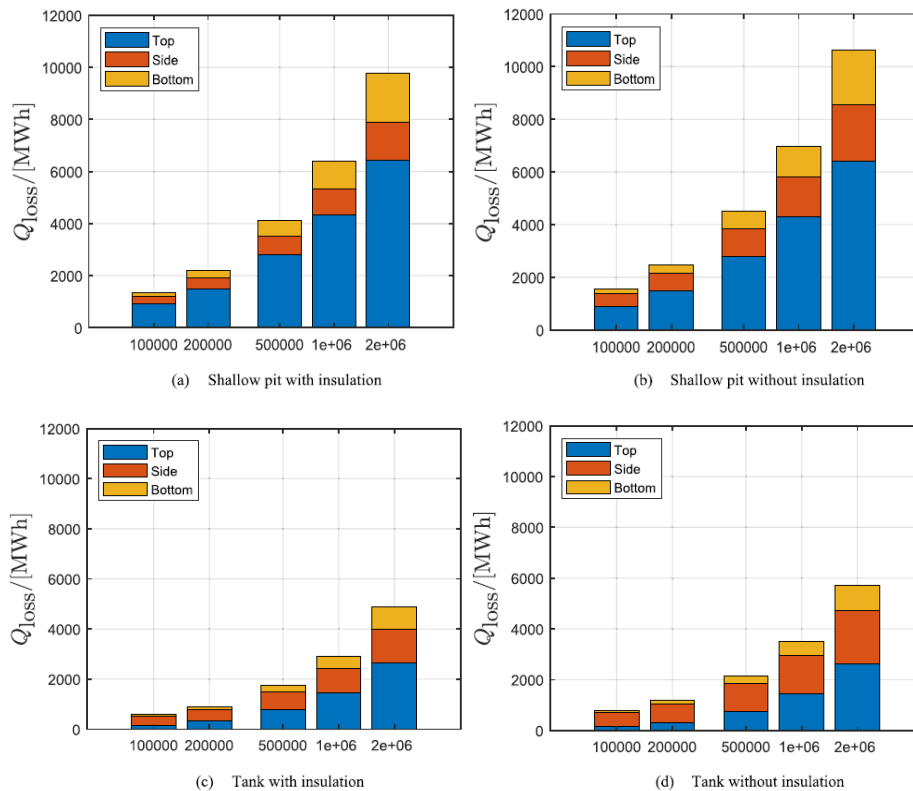 12000
10000
8000
6000
4000
2000
0
Q_loss/[MWh]
Top
Side
Bottom
100000 200000 500000 1e+06 2e+06
(a) Shallow pit with insulation
12000
10000
8000
6000
4000
2000
0
Q_loss/[MWh]
Top
Side
Bottom
100000 200000 500000 1e+06 2e+06
(b) Shallow pit without insulation
12000
10000
8000
6000
4000
2000
0
Q_loss/[MWh]
Top
Side
Bottom
100000 200000 500000 1e+06 2e+06
(c) Tank with insulation
12000
10000
8000
6000
4000
2000
0
Q_loss/[MWh]
Top
Side
Bottom
100000 200000 500000 1e+06 2e+06
(d) Tank without insulation